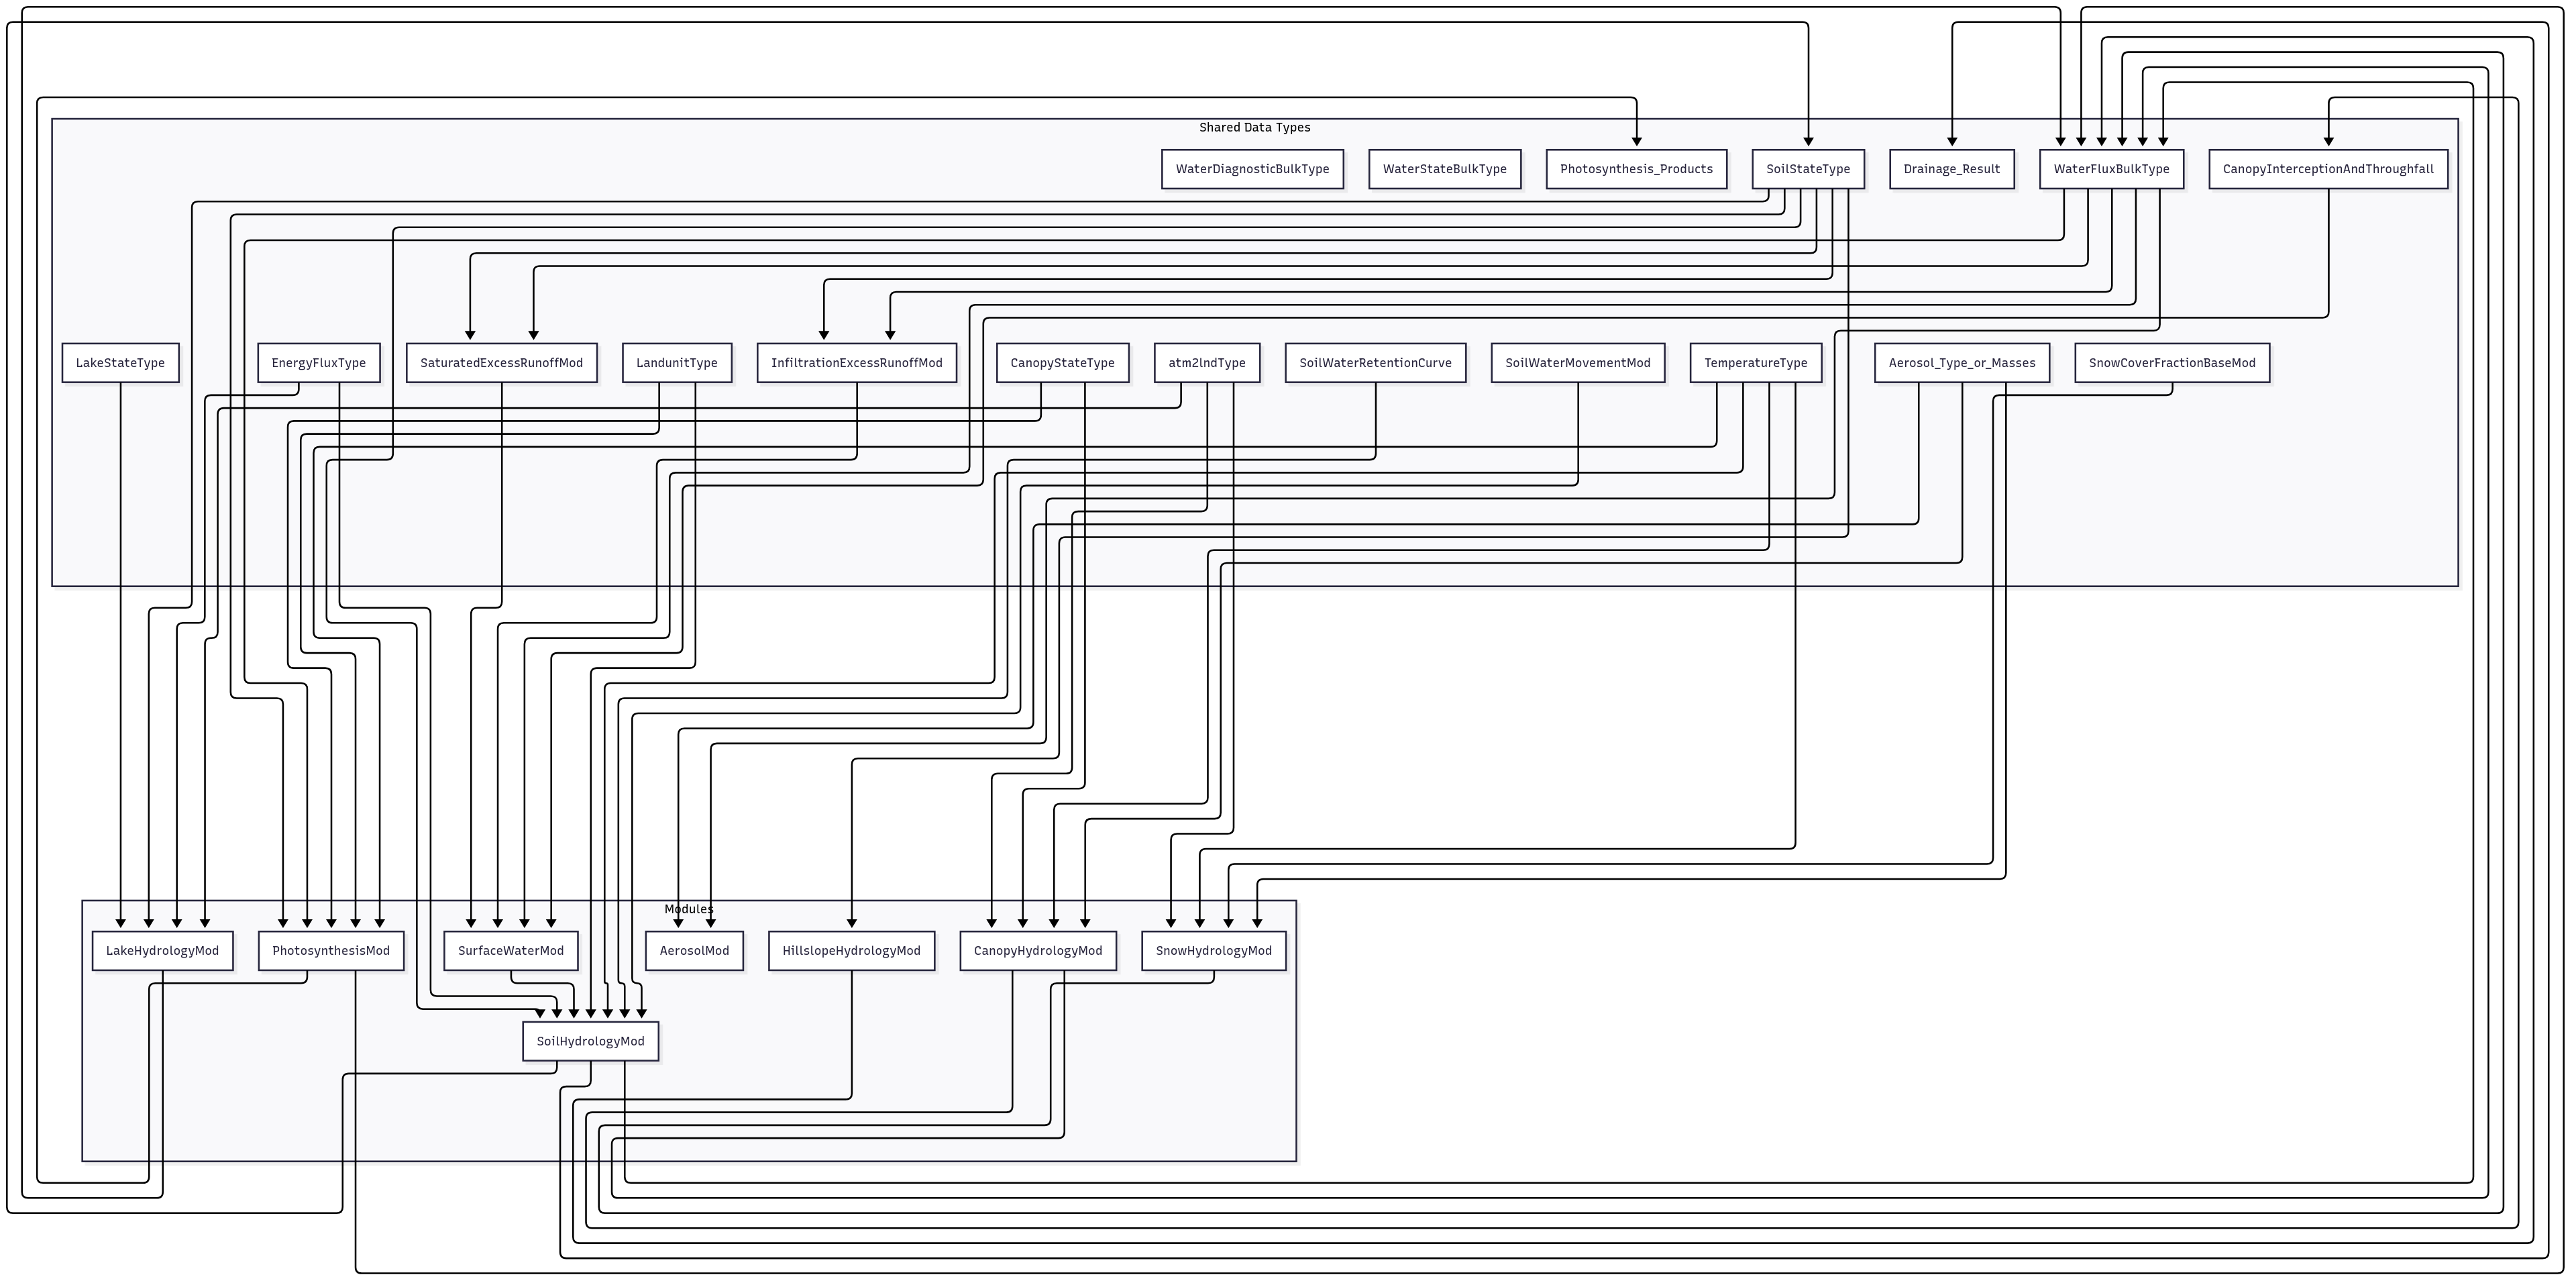 Shared Data Types
WaterDiagnosticBulkType
WaterStateBulkType
Photosynthesis_Products
SoilStateType
Drainage_Result
WaterFluxBulkType
CanopyInterceptionAndThroughfall
LakeStateType
EnergyFluxType
SaturatedExcessRunoffMod
LandunitType
InfiltrationExcessRunoffMod
CanopyStateType
atm2lndType
SoilWaterRetentionCurve
SoilWaterMovementMod
TemperatureType
Aerosol_Type_or_Masses
SnowCoverFractionBaseMod
Modules
LakeHydrologyMod
PhotosynthesisMod
SurfaceWaterMod
AerosolMod
HillslopeHydrologyMod
CanopyHydrologyMod
SnowHydrologyMod
SoilHydrologyMod